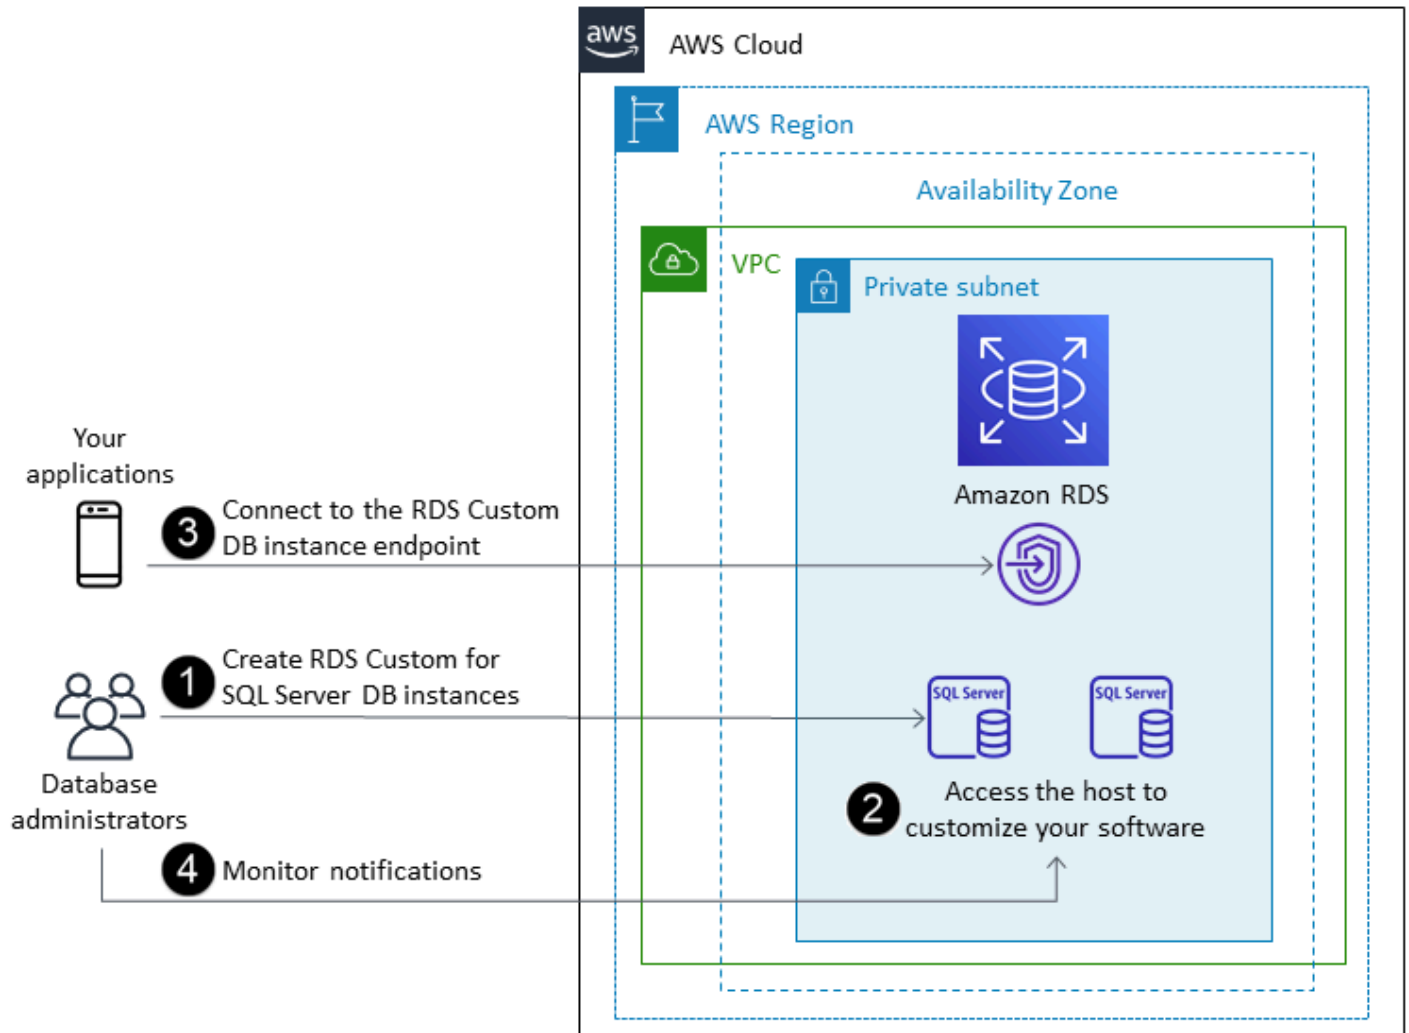 aws
AWS Cloud
AWS Region
Availability Zone
VPC
Private subnet
Amazon RDS
Your
applications
3
Connect to the RDS Custom
DB instance endpoint
1
Create RDS Custom for
SQL Server DB instances
SQL Server
SQL Server
Database
administrators
2
Access the host to
customize your software
4
Monitor notifications